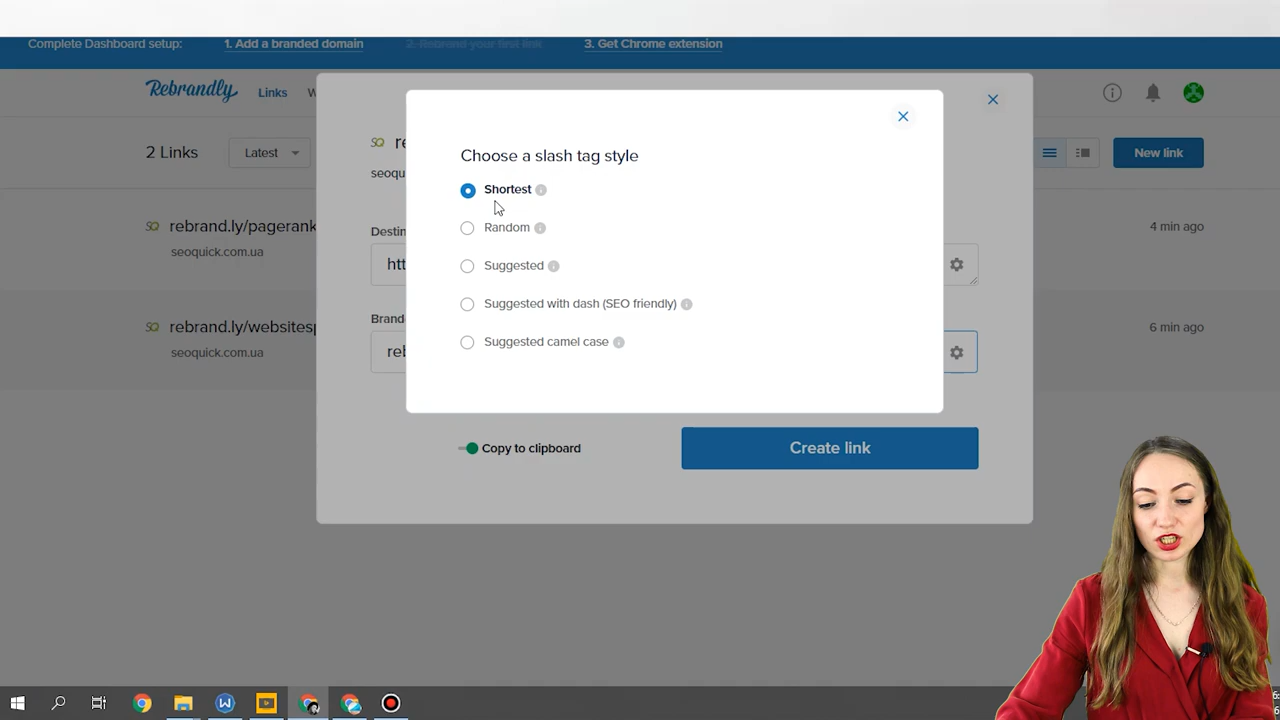 Complete Dashboard setup: 1. Add a branded domain 2. Rebrand your first link 3. Get Chrome extension
Rebrandly Links
2 Links Latest New link
Choose a slash tag style
Shortest
Random
Suggested
Suggested with dash (SEO friendly)
Suggested camel case
rebrand.ly/pagerank 4 min ago
seoquick.com.ua
rebrand.ly/websitesp 6 min ago
seoquick.com.ua
re
seoqu
Destin
htt
Brande
reb
Copy to clipboard Create link